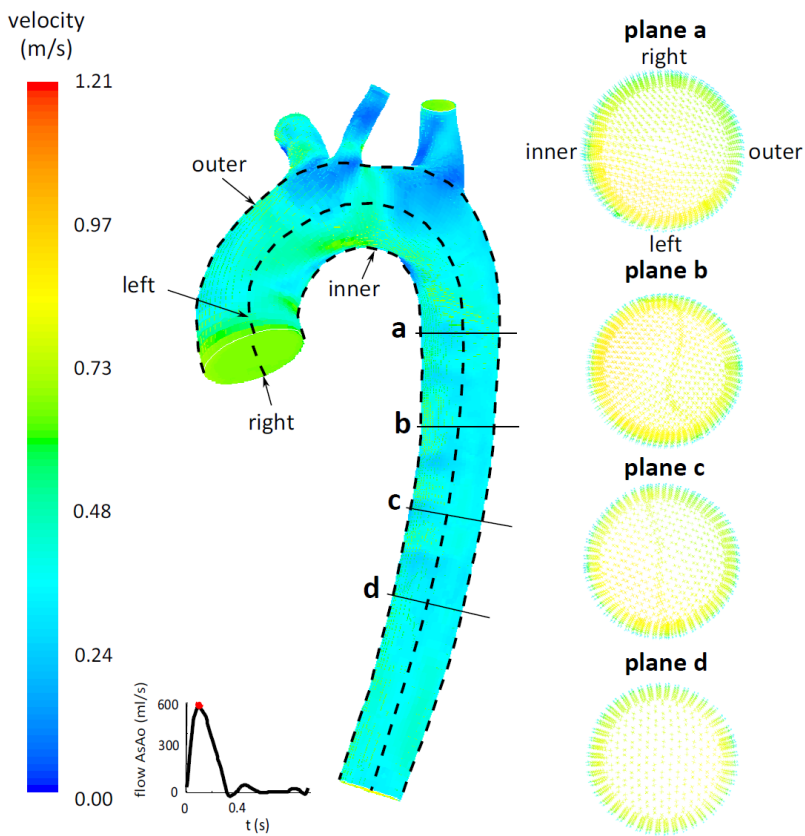 velocity
(m/s)
1.21
0.97
0.73
0.48
0.24
0.00
outer
left
inner
right
a
b
c
d
plane a
right
inner
outer
left
plane b
plane c
plane d
flow AsAo (ml/s)
600
300
0
0
0.4
t (s)